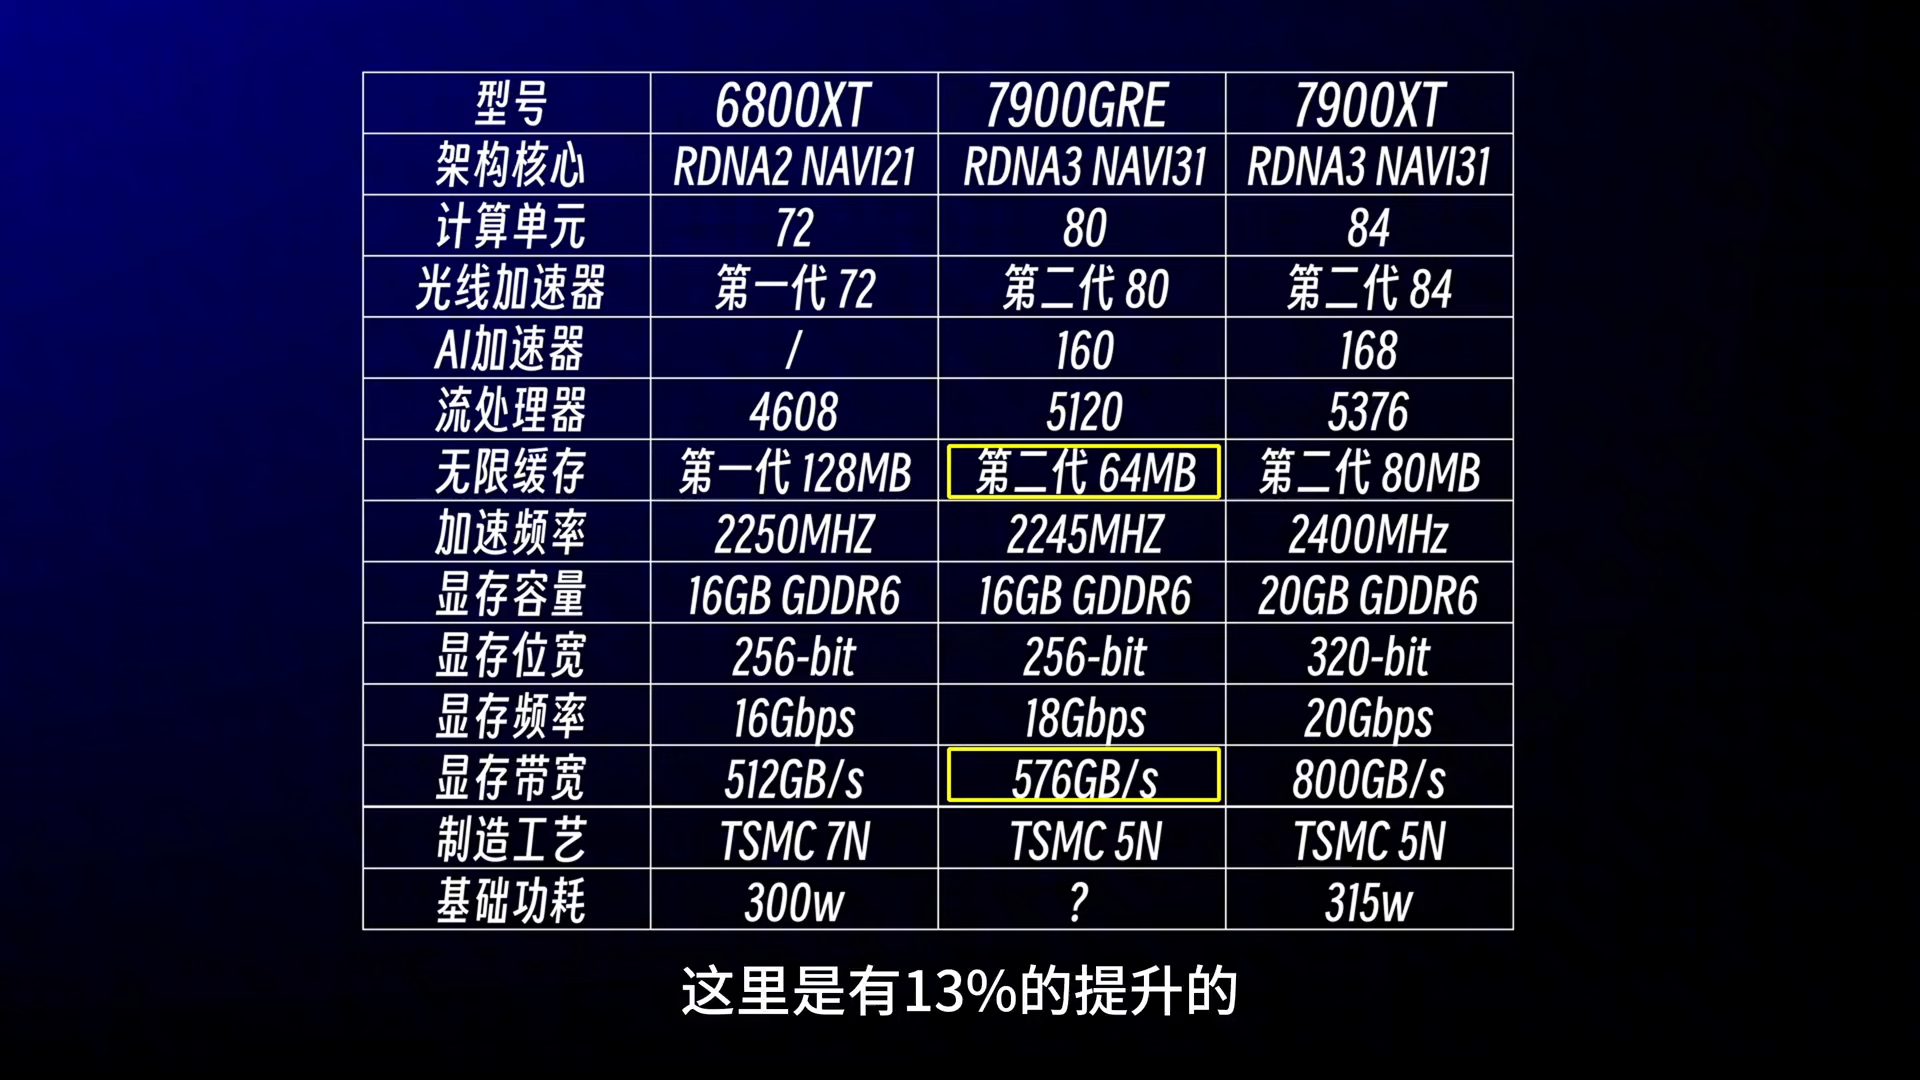 型号 6800XT 7900GRE 7900XT
架构核心 RDNA2 NAVI21 RDNA3 NAVI31 RDNA3 NAVI31
计算单元 72 80 84
光线加速器 第一代 72 第二代 80 第二代 84
AI加速器 / 160 168
流处理器 4608 5120 5376
无限缓存 第一代 128MB 第二代 64MB 第二代 80MB
加速频率 2250MHZ 2245MHZ 2400MHz
显存容量 16GB GDDR6 16GB GDDR6 20GB GDDR6
显存位宽 256-bit 256-bit 320-bit
显存频率 16Gbps 18Gbps 20Gbps
显存带宽 512GB/s 576GB/s 800GB/s
制造工艺 TSMC 7N TSMC 5N TSMC 5N
基础功耗 300w ? 315w
这里是有13%的提升的